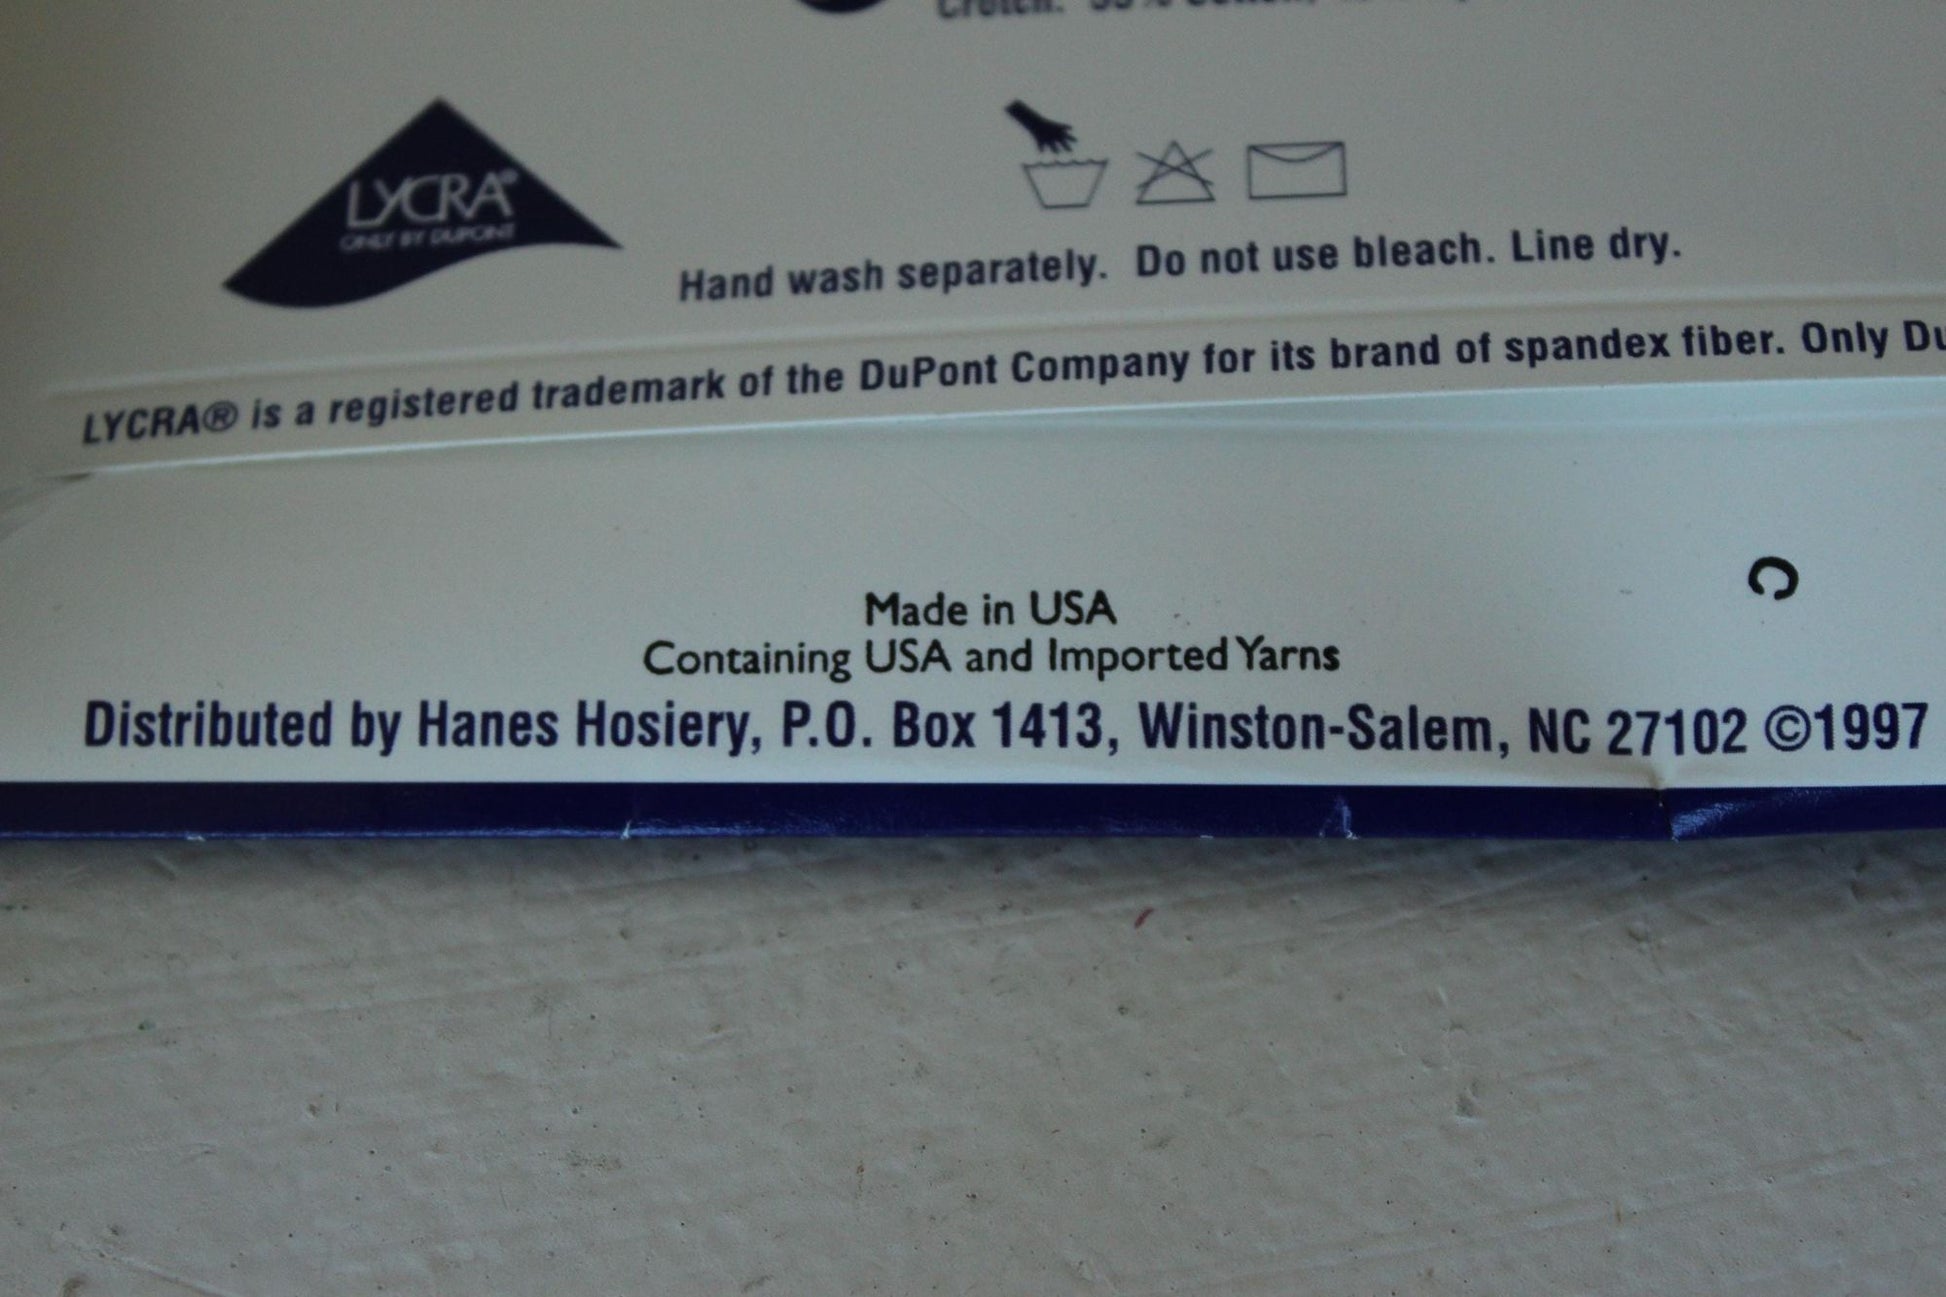 Crotch:
LYCRA®
ONLY BY DUPONT
Hand wash separately. Do not use bleach. Line dry.
LYCRA® is a registered trademark of the DuPont Company for its brand of spandex fiber. Only Du
C
Made in USA
Containing USA and Imported Yarns
Distributed by Hanes Hosiery, P.O. Box 1413, Winston-Salem, NC 27102 ©1997